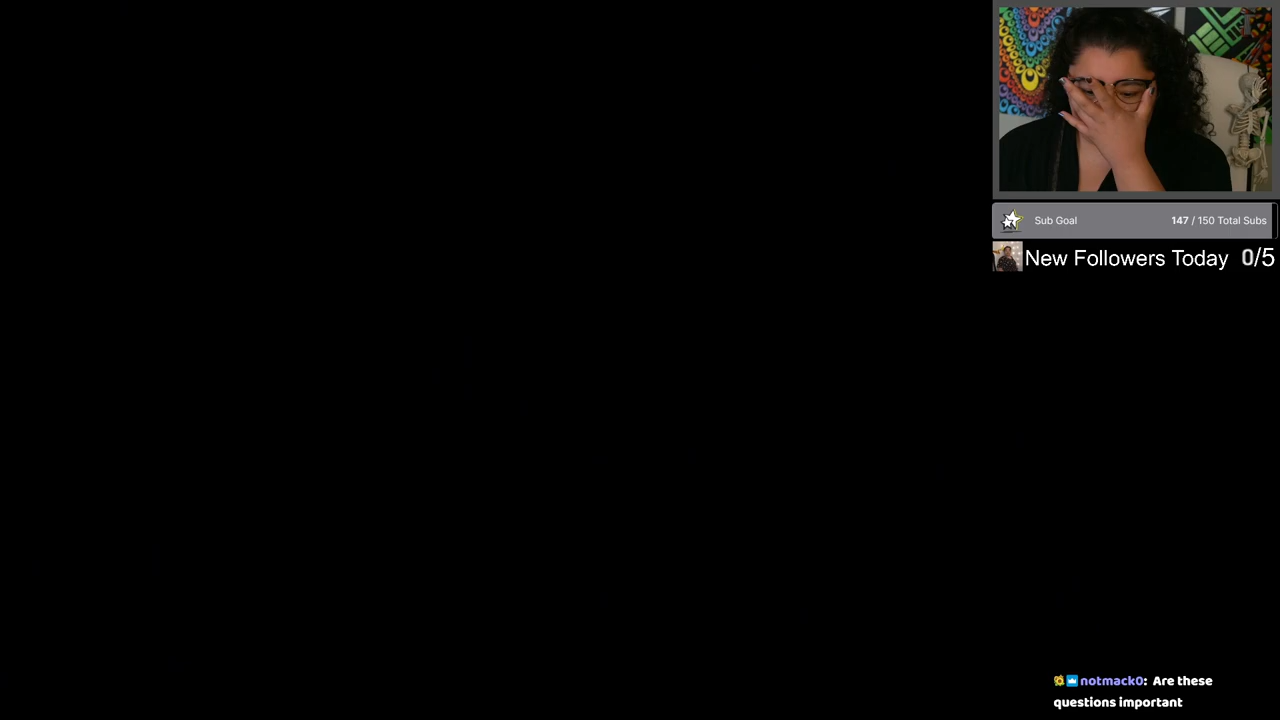 Sub Goal 147 / 150 Total Subs
New Followers Today 0/5
notmack0: Are these
questions important